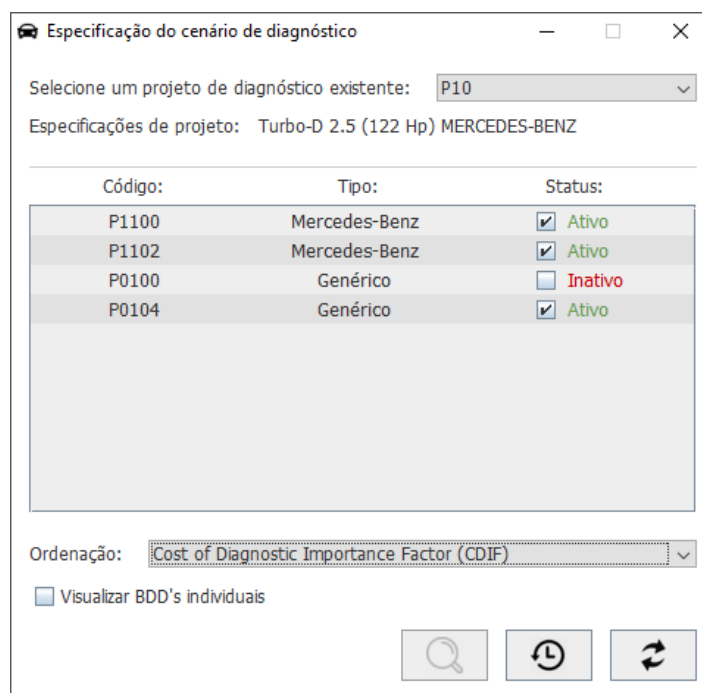 Especificação do cenário de diagnóstico
Selecione um projeto de diagnóstico existente: P10
Especificações de projeto: Turbo-D 2.5 (122 Hp) MERCEDES-BENZ
Código: Tipo: Status:
P1100 Mercedes-Benz Ativo
P1102 Mercedes-Benz Ativo
P0100 Genérico Inativo
P0104 Genérico Ativo
Ordenação: Cost of Diagnostic Importance Factor (CDIF)
Visualizar BDD's individuais